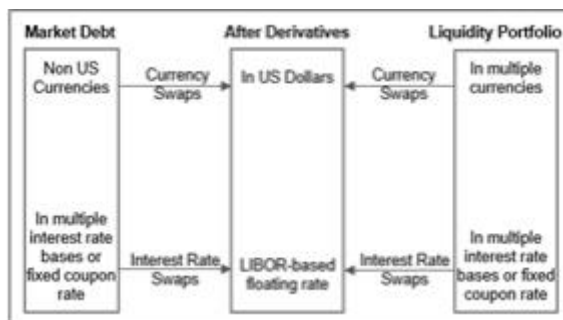 Market Debt
After Derivatives
Liquidity Portfolio
Non US
Currencies
Currency
Swaps
In US Dollars
Currency
Swaps
In multiple
currencies
In multiple
interest rate
bases or
fixed coupon
rate
Interest Rate
Swaps
LIBOR-based
floating rate
Interest Rate
Swaps
In multiple
interest rate
bases or fixed
coupon rate